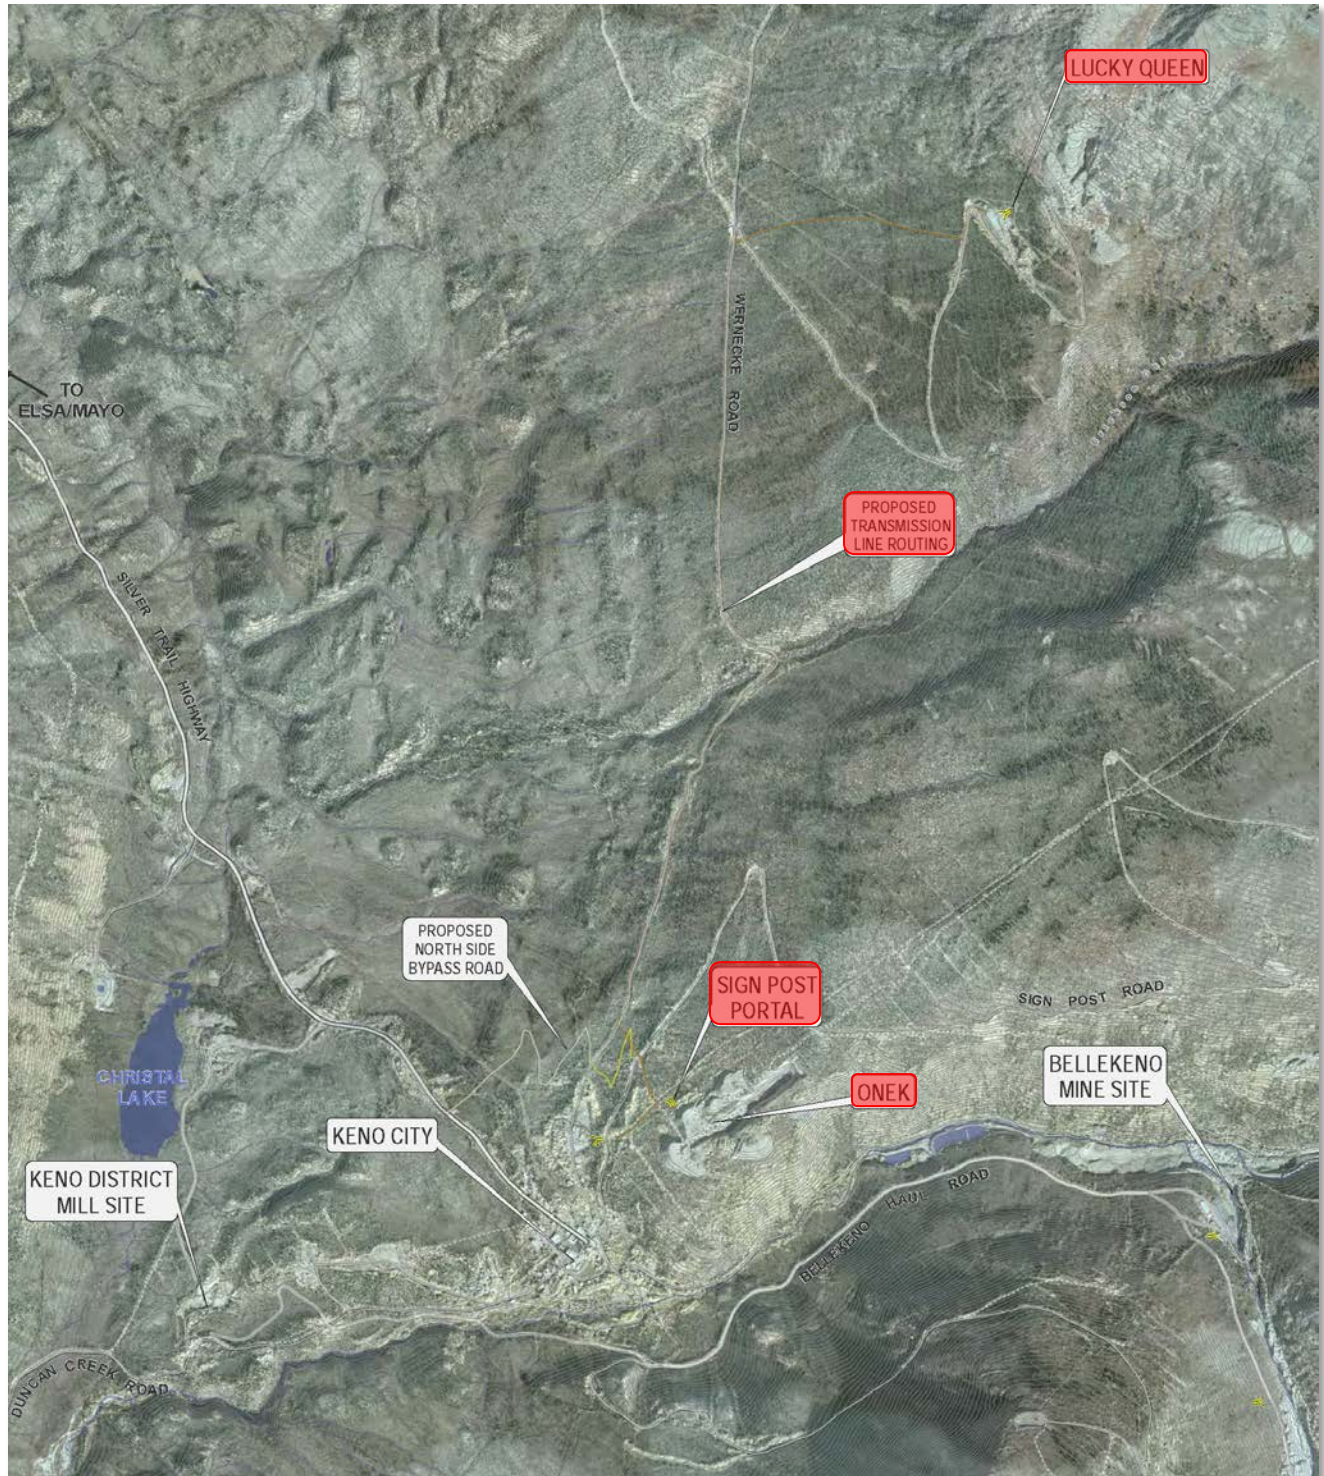 LUCKY QUEEN
WERNECKE ROAD
TO
ELSA/MAYO
PROPOSED
TRANSMISSION
LINE ROUTING
SILVER TRAIL HIGHWAY
PROPOSED
NORTH SIDE
BYPASS ROAD
SIGN POST
PORTAL
SIGN POST ROAD
CHRISTAL
LAKE
ONEK
BELLEKENO
MINE SITE
KENO CITY
KENO DISTRICT
MILL SITE
BELLEKENO HAUL ROAD
DUNCAN CREEK ROAD